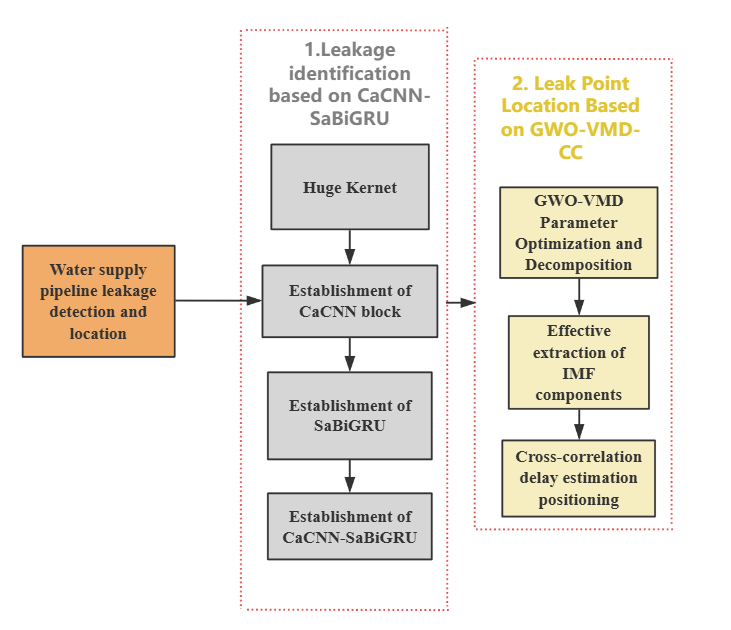 Water supply
pipeline leakage
detection and
location
1.Leakage
identification
based on CaCNN-
SaBiGRU
Huge Kernet
Establishment of
CaCNN block
Establishment of
SaBiGRU
Establishment of
CaCNN-SaBiGRU
2. Leak Point
Location Based
on GWO-VMD-
CC
GWO-VMD
Parameter
Optimization and
Decomposition
Effective
extraction of
IMF
components
Cross-correlation
delay estimation
positioning